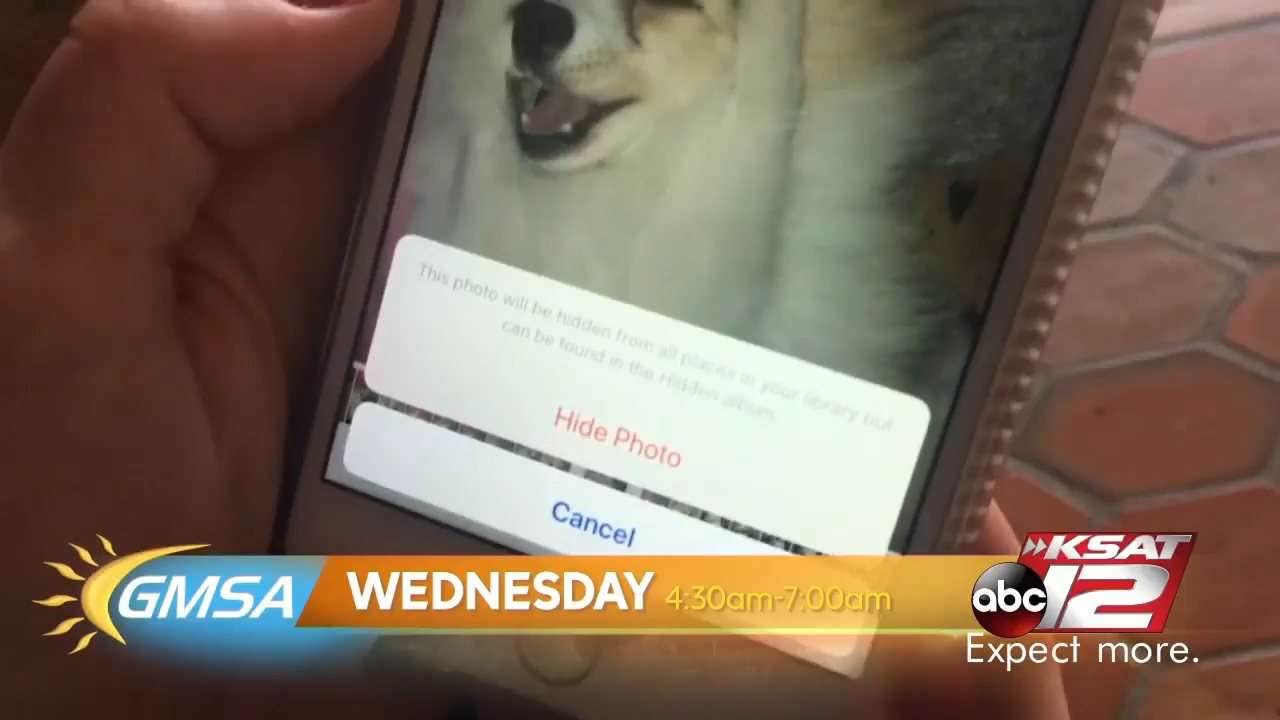 This photo will be hidden from all places in your library but
can be found in the Hidden album.
Hide Photo
Cancel
GMSA
WEDNESDAY 4:30am-7:00am
KSAT
abc 12
Expect more.